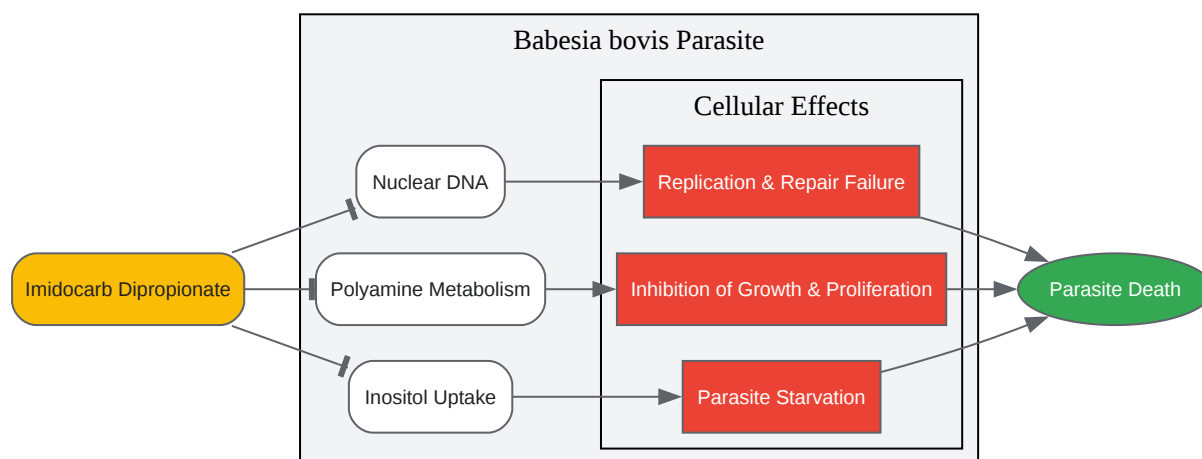 Babesia bovis Parasite
Cellular Effects
Nuclear DNA
Replication & Repair Failure
Imidocarb Dipropionate
Polyamine Metabolism
Inhibition of Growth & Proliferation
Parasite Death
Inositol Uptake
Parasite Starvation